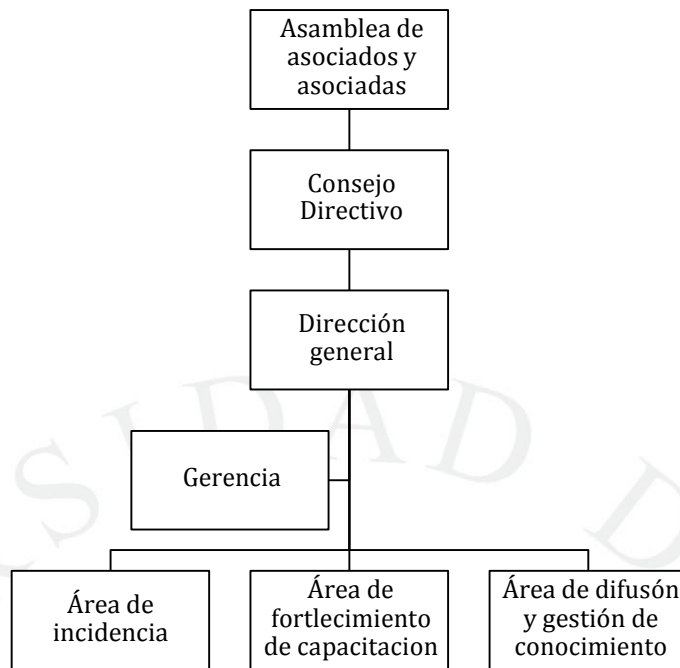 Asamblea de
asociados y
asociadas
Consejo
Directivo
Dirección
general
Gerencia
Área de
incidencia
Área de
fortlecimiento
de capacitacion
Área de difusón
y gestión de
conocimiento
SIDAD D